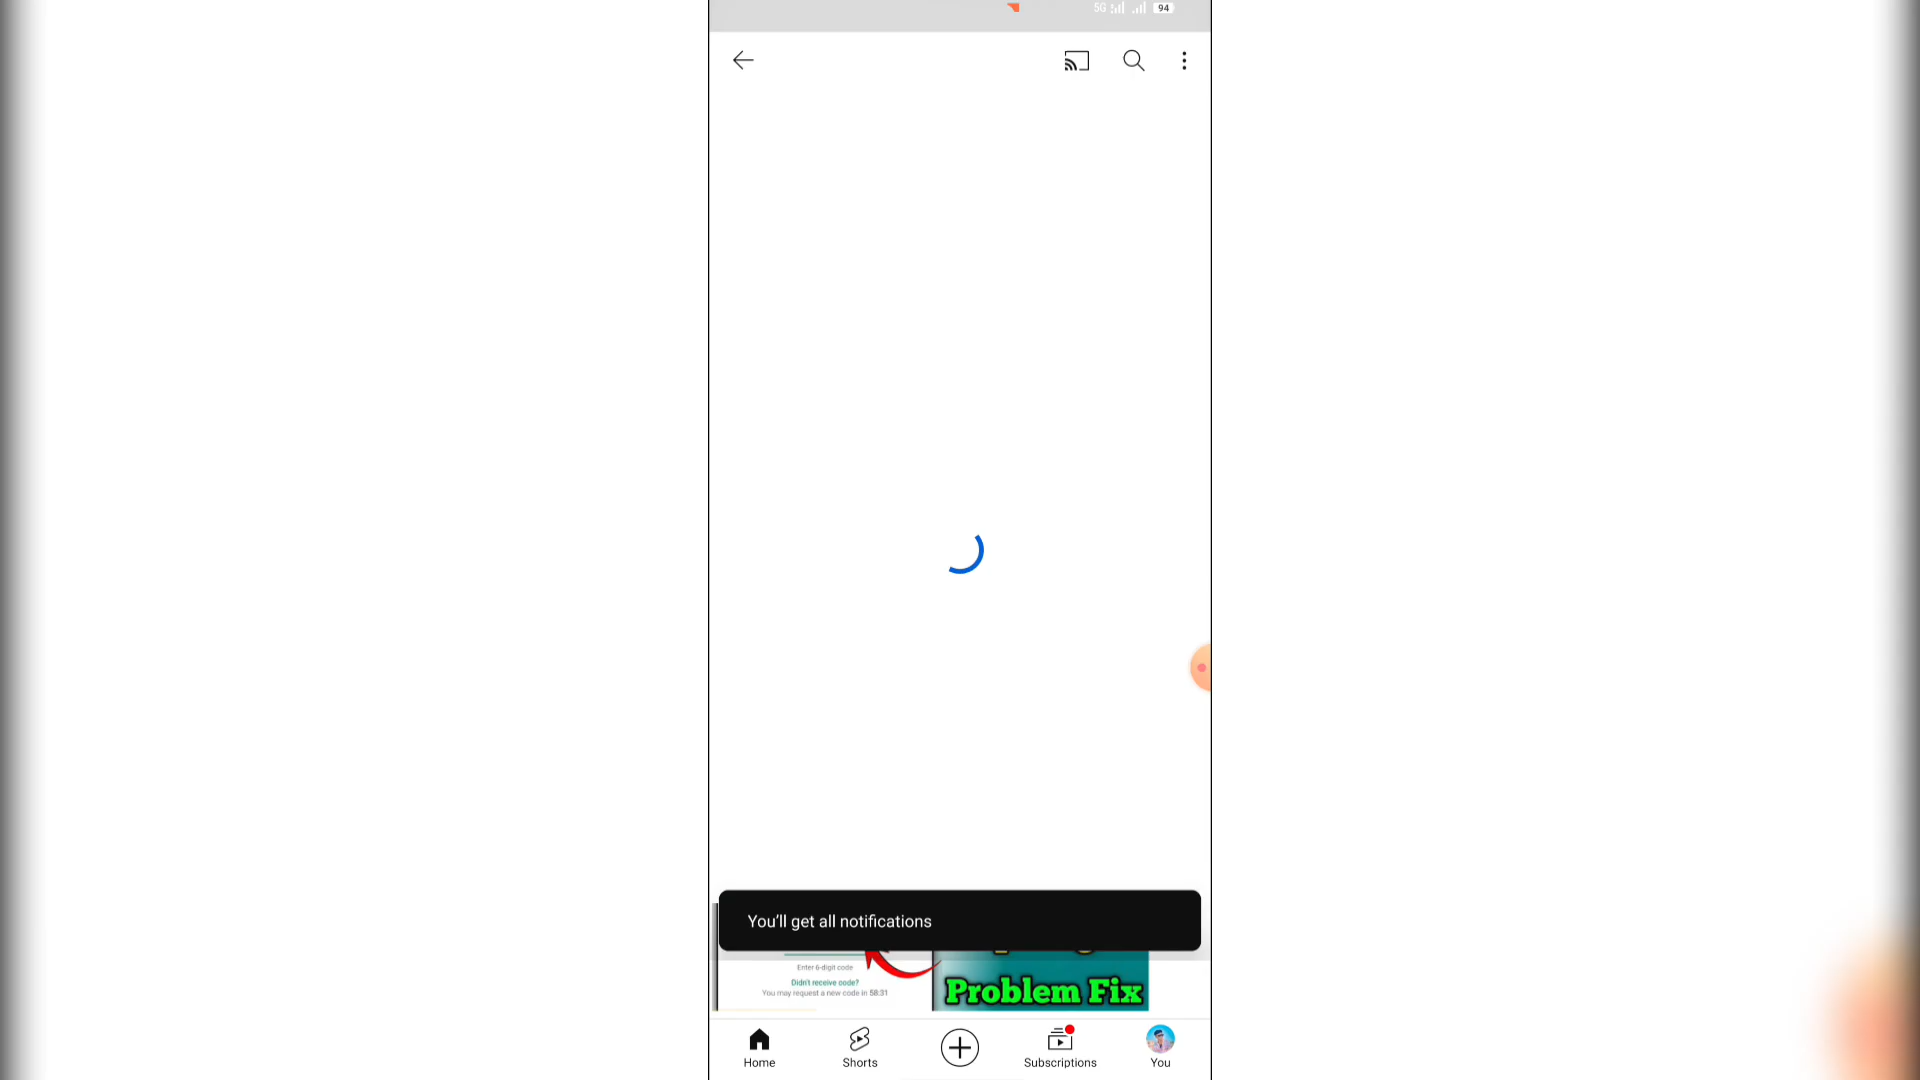 5G 94
You'll get all notifications
Enter 6-digit code
Didn't receive code?
You may request a new code in 58:31
Problem Fix
Home
Shorts
Subscriptions
You